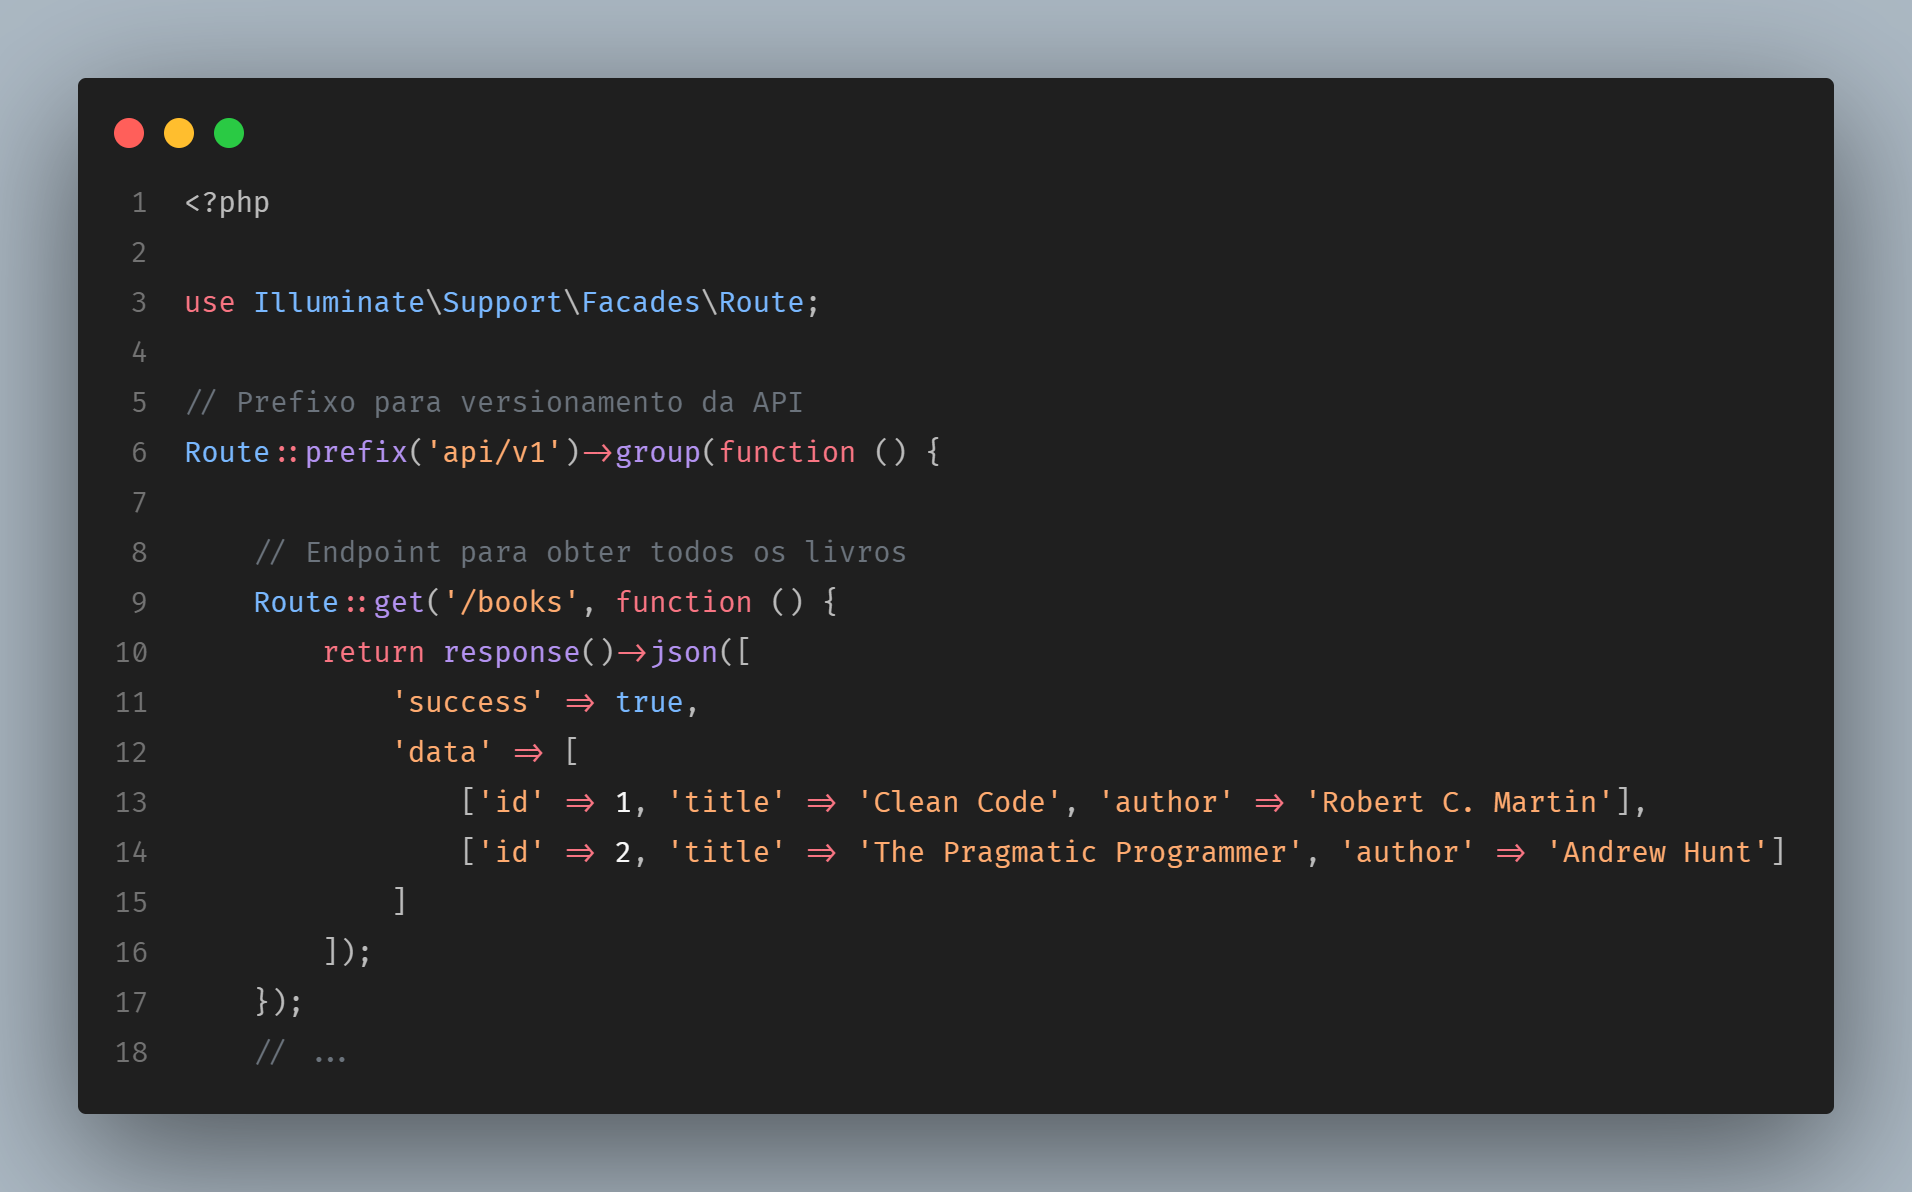 1 <?php
2
3 use Illuminate\Support\Facades\Route;
4
5 // Prefixo para versionamento da API
6 Route::prefix('api/v1')->group(function () {
7
8     // Endpoint para obter todos os livros
9     Route::get('/books', function () {
10         return response()->json([
11             'success' => true,
12             'data' => [
13                 ['id' => 1, 'title' => 'Clean Code', 'author' => 'Robert C. Martin'],
14                 ['id' => 2, 'title' => 'The Pragmatic Programmer', 'author' => 'Andrew Hunt']
15             ]
16         ]);
17     });
18     // ...